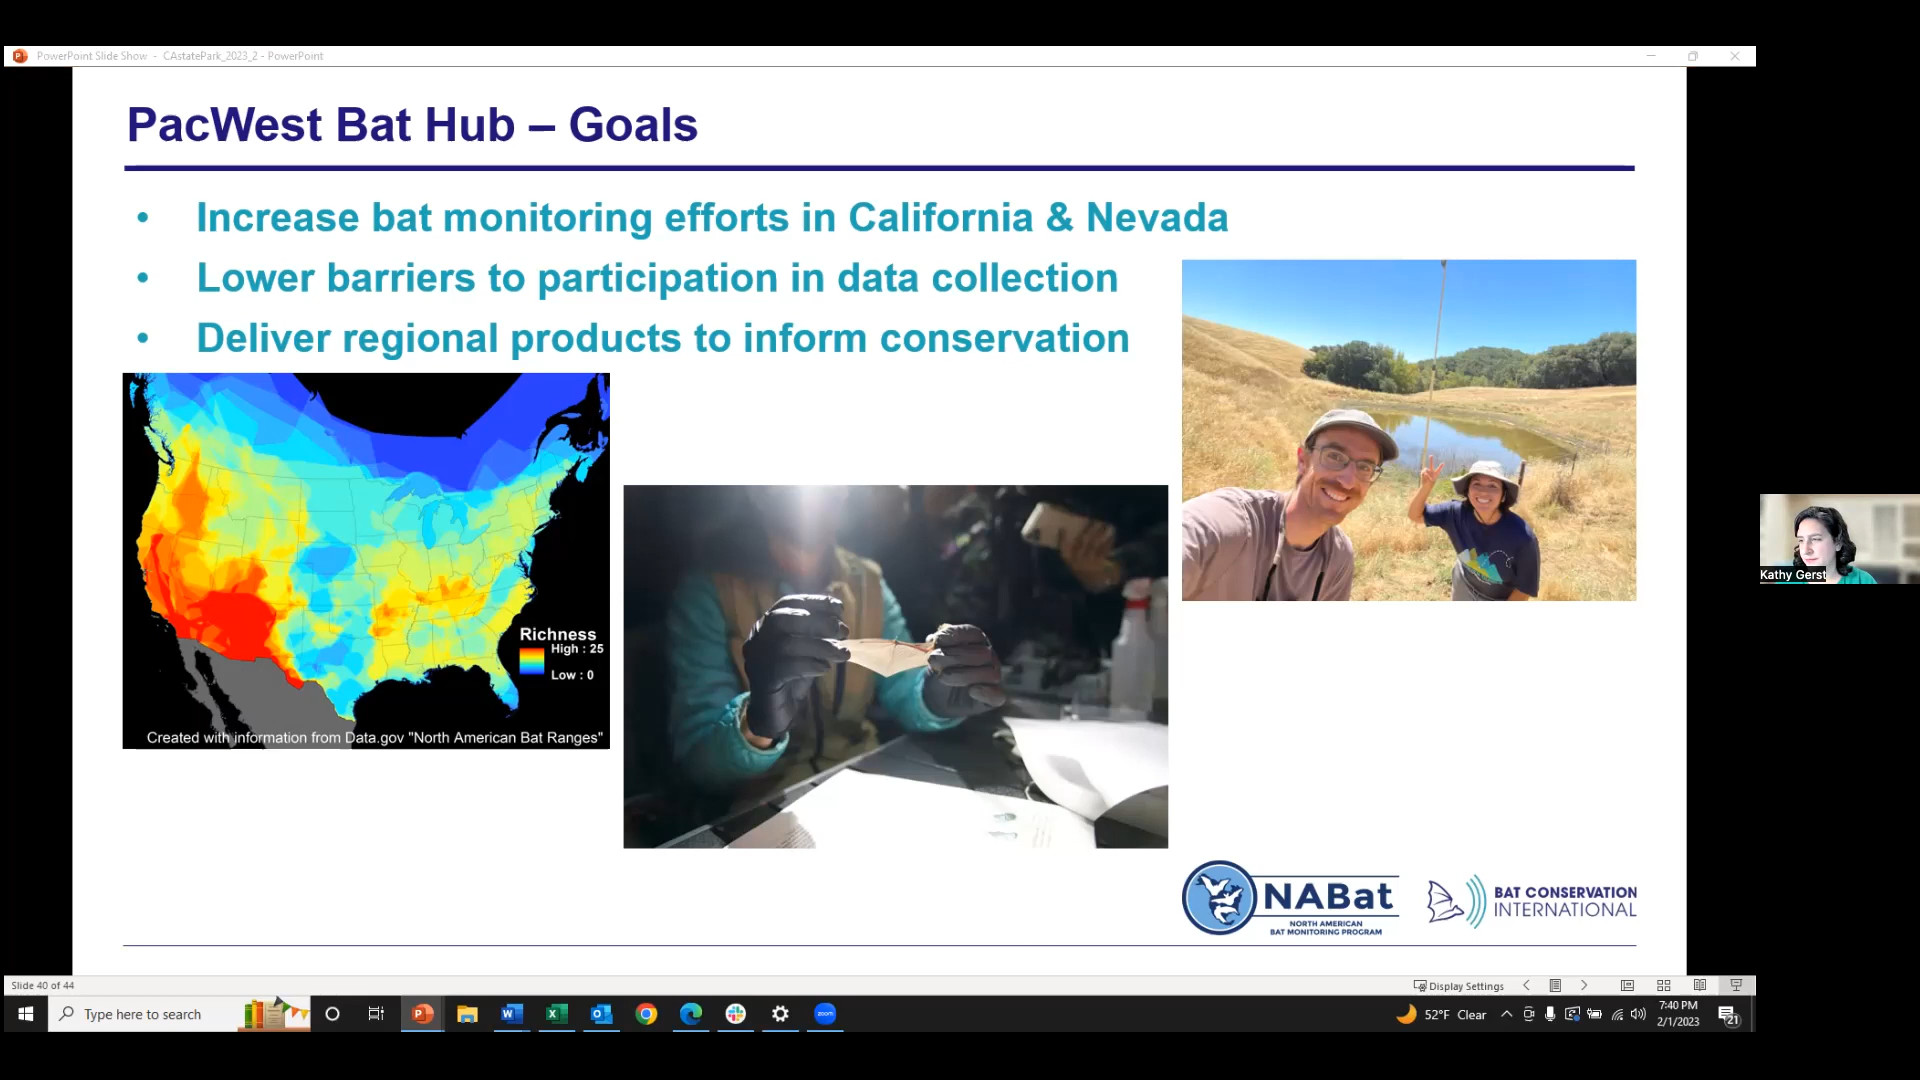 PowerPoint Slide Show - CAstatePark_2023_2 - PowerPoint
PacWest Bat Hub – Goals
• Increase bat monitoring efforts in California & Nevada
• Lower barriers to participation in data collection
• Deliver regional products to inform conservation
Richness
High : 25
Low : 0
Created with information from Data.gov "North American Bat Ranges"
Kathy Gerst
NABat
NORTH AMERICAN
BAT MONITORING PROGRAM
BAT CONSERVATION
INTERNATIONAL
Slide 40 of 44
Display Settings
Type here to search
zoom
52°F Clear
7:40 PM
2/1/2023
21